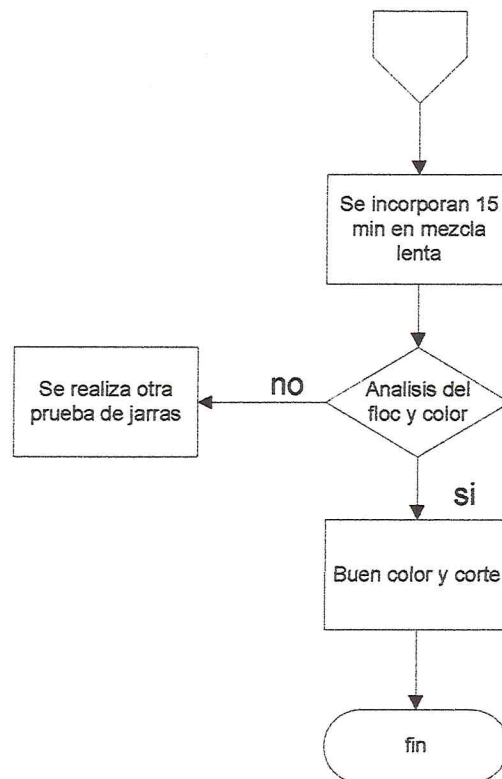 Se incorporan 15
min en mezcla
lenta
no
Se realiza otra
prueba de jarras
Analisis del
floc y color
si
Buen color y corte
fin